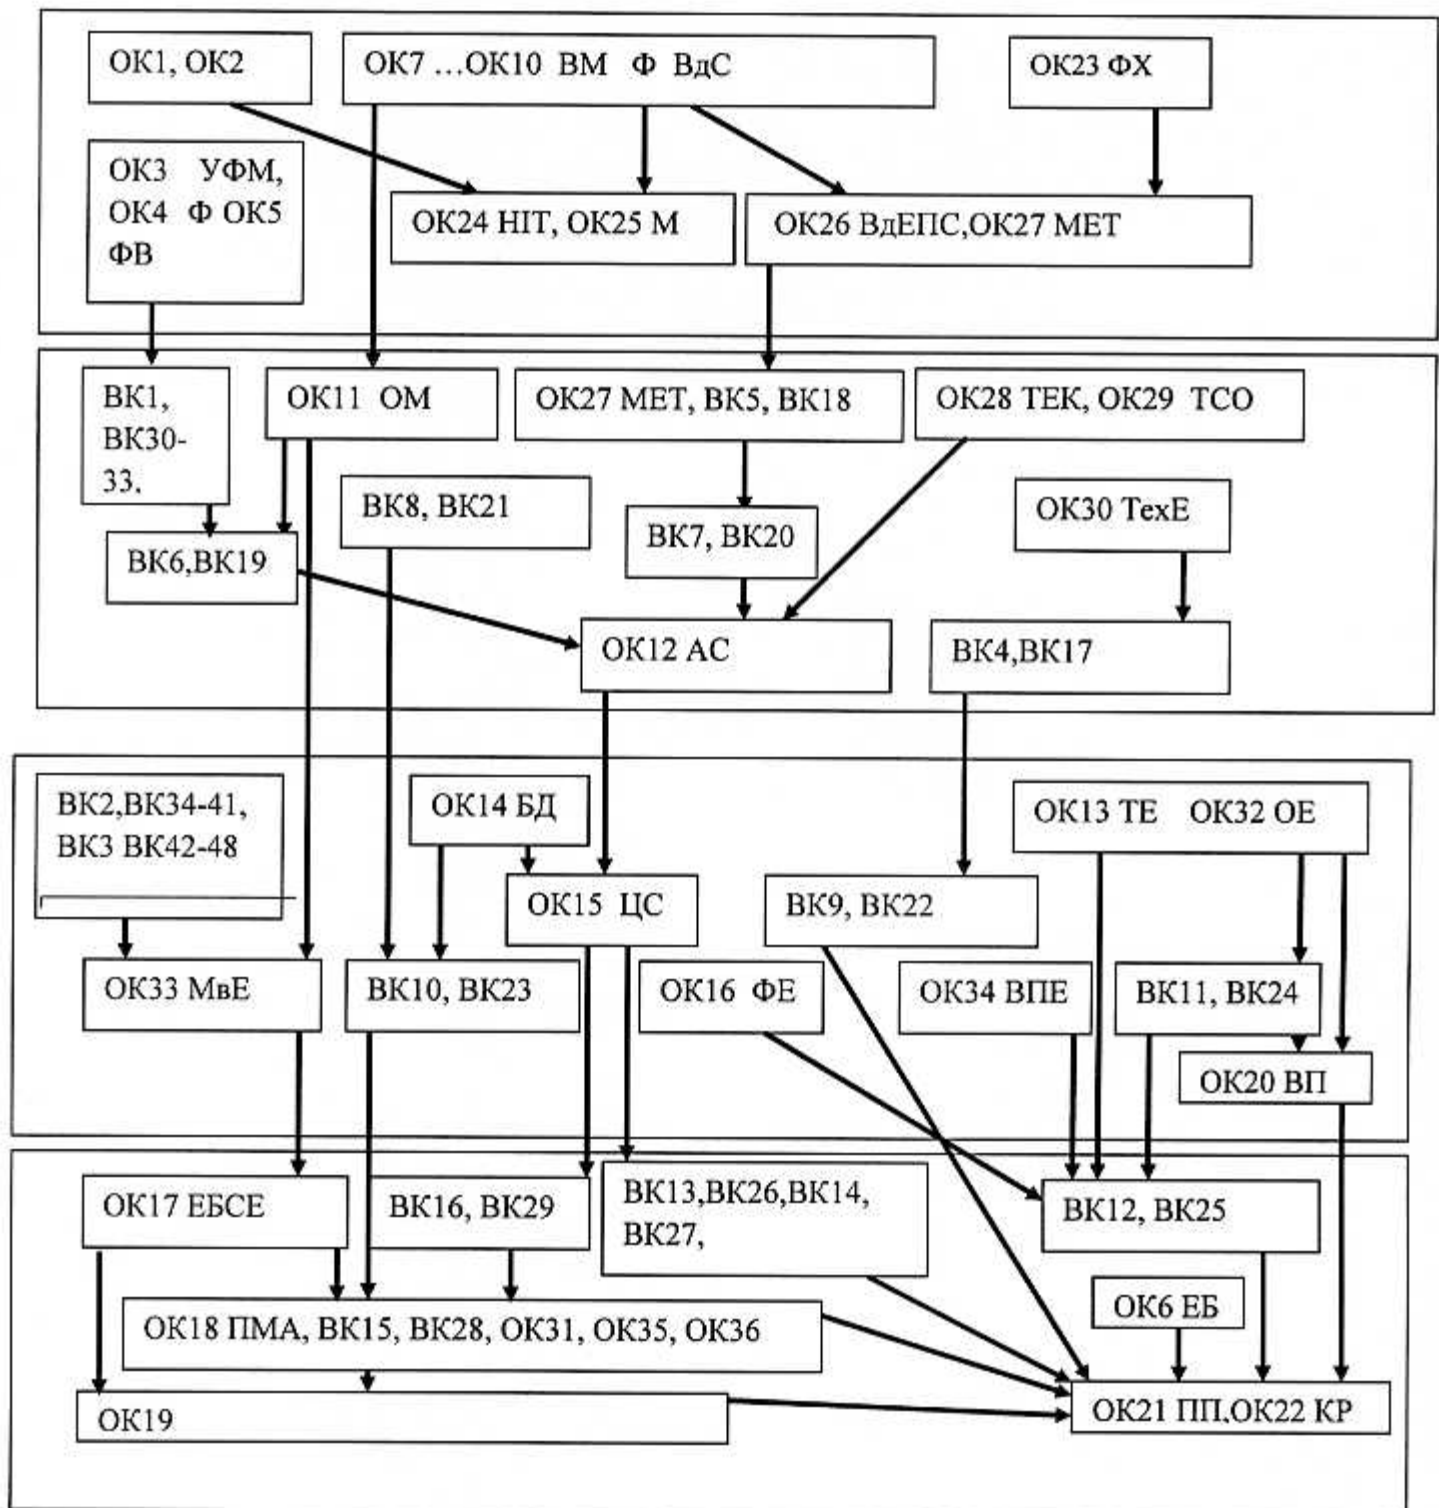 ОК1, ОК2
ОК7 ...ОК10 ВМ Ф ВдС
ОК23 ФХ
ОК3 УФМ,
ОК4 Ф ОК5
ФВ
ОК24 НІТ, ОК25 М
ОК26 ВдЕПС,ОК27 МЕТ
ВК1,
ВК30-
33.
ОК11 ОМ
ОК27 МЕТ, ВК5, ВК18
ОК28 ТЕК, ОК29 ТСО
ВК8, ВК21
ВК7, ВК20
ОК30 ТехЕ
ВК6,ВК19
ОК12 АС
ВК4,ВК17
ВК2,ВК34-41,
ВК3 ВК42-48
ОК14 БД
ОК13 ТЕ ОК32 ОЕ
ОК15 ЦС
ВК9, ВК22
ОК33 МвЕ
ВК10, ВК23
ОК16 ФЕ
ОК34 ВПЕ
ВК11, ВК24
ОК20 ВП
ОК17 ЕБСЕ
ВК16, ВК29
ВК13,ВК26,ВК14,
ВК27,
ВК12, ВК25
ОК6 ЕБ
ОК18 ПМА, ВК15, ВК28, ОК31, ОК35, ОК36
ОК19
ОК21 ПП,ОК22 КР